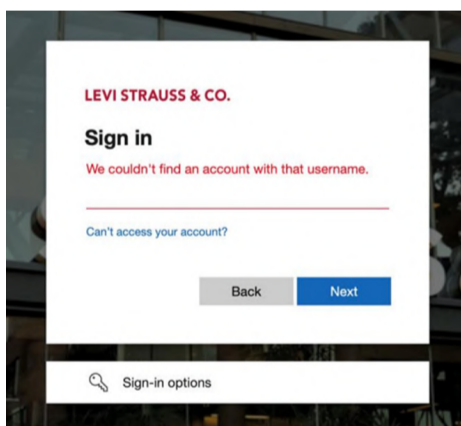 LEVI STRAUSS & CO.
Sign in
We couldn't find an account with that username.
Can't access your account?
Back
Next
Sign-in options